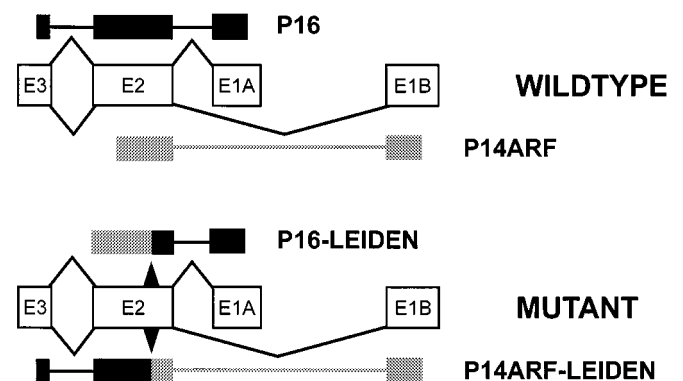 P16
E3 E2 E1A E1B WILDTYPE
P14ARF
P16-LEIDEN
E3 E2 E1A E1B MUTANT
P14ARF-LEIDEN